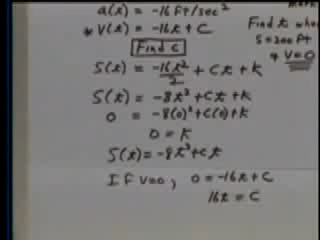 a(t) = -16 Ft/sec²
* V(t) = -16t + C
Find t whe
S=200 Ft
+ V=0
Find C
S(t) = -16t²/2 + Ct + K
S(t) = -8t² + Ct + K
0 = -8(0)² + C(0) + K
0 = K
S(t) = -8t² + Ct
IF V=0, 0 = -16t + C
16t = C